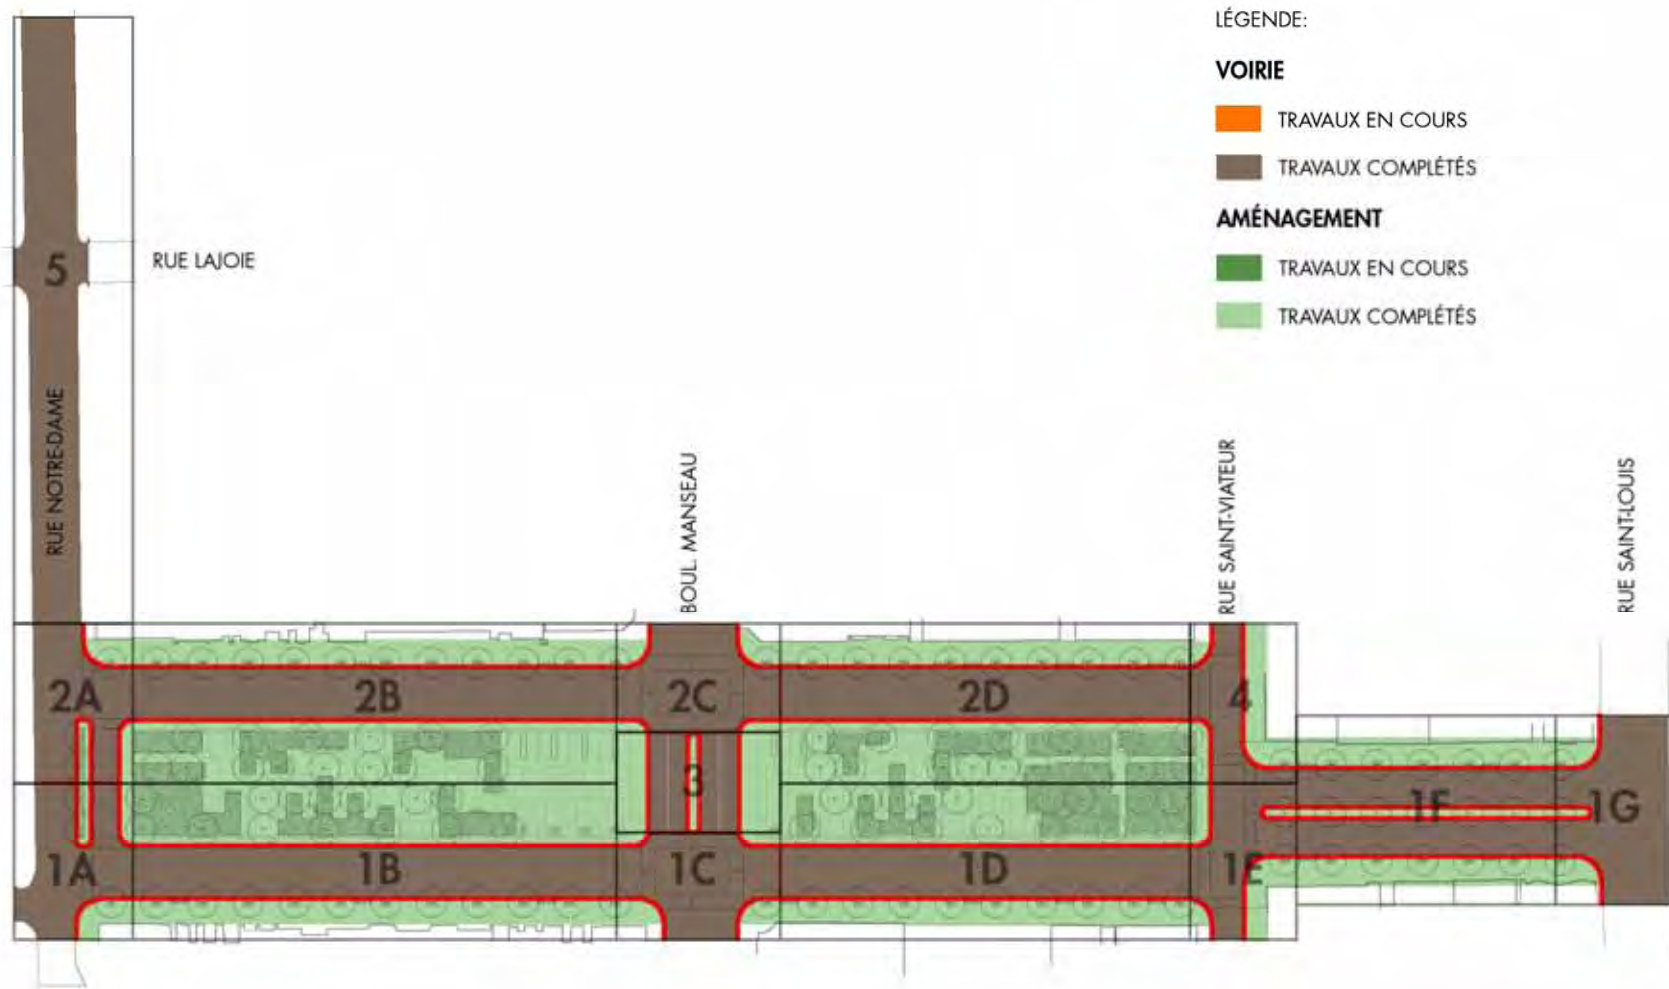 LÉGENDE:
VOIRIE
TRAVAUX EN COURS
TRAVAUX COMPLÉTÉS
AMÉNAGEMENT
TRAVAUX EN COURS
TRAVAUX COMPLÉTÉS
5
RUE LAJOIE
RUE NOTRE-DAME
BOUL. MANSEAU
RUE SAINT-VIATEUR
RUE SAINT-LOUIS
2A
2B
2C
2D
4
3
1F
1G
1A
1B
1C
1D
1E